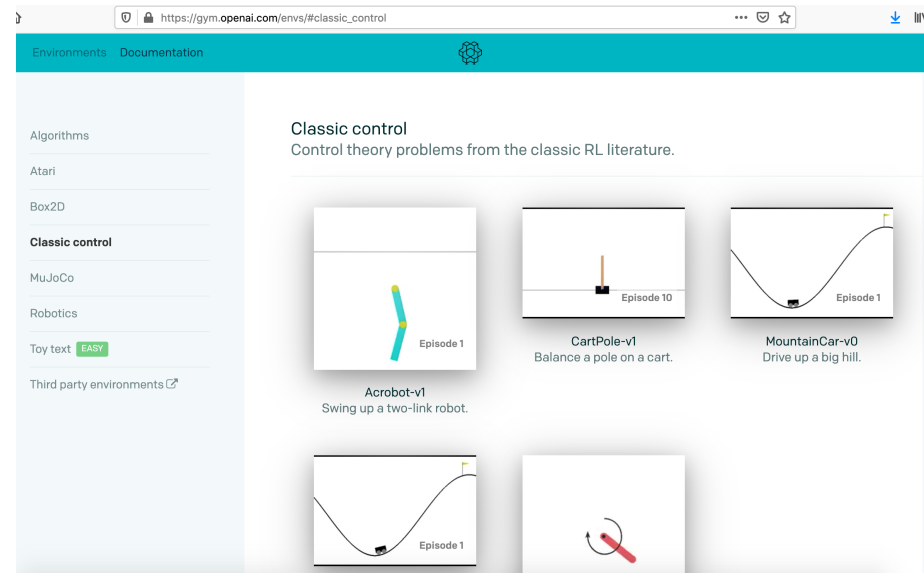 https://gym.openai.com/envs/#classic_control
Environments Documentation
Algorithms
Atari
Box2D
Classic control
MuJoCo
Robotics
Toy text EASY
Third party environments
Classic control
Control theory problems from the classic RL literature.
Episode 1
Acrobot-v1
Swing up a two-link robot.
Episode 10
CartPole-v1
Balance a pole on a cart.
Episode 1
MountainCar-v0
Drive up a big hill.
Episode 1